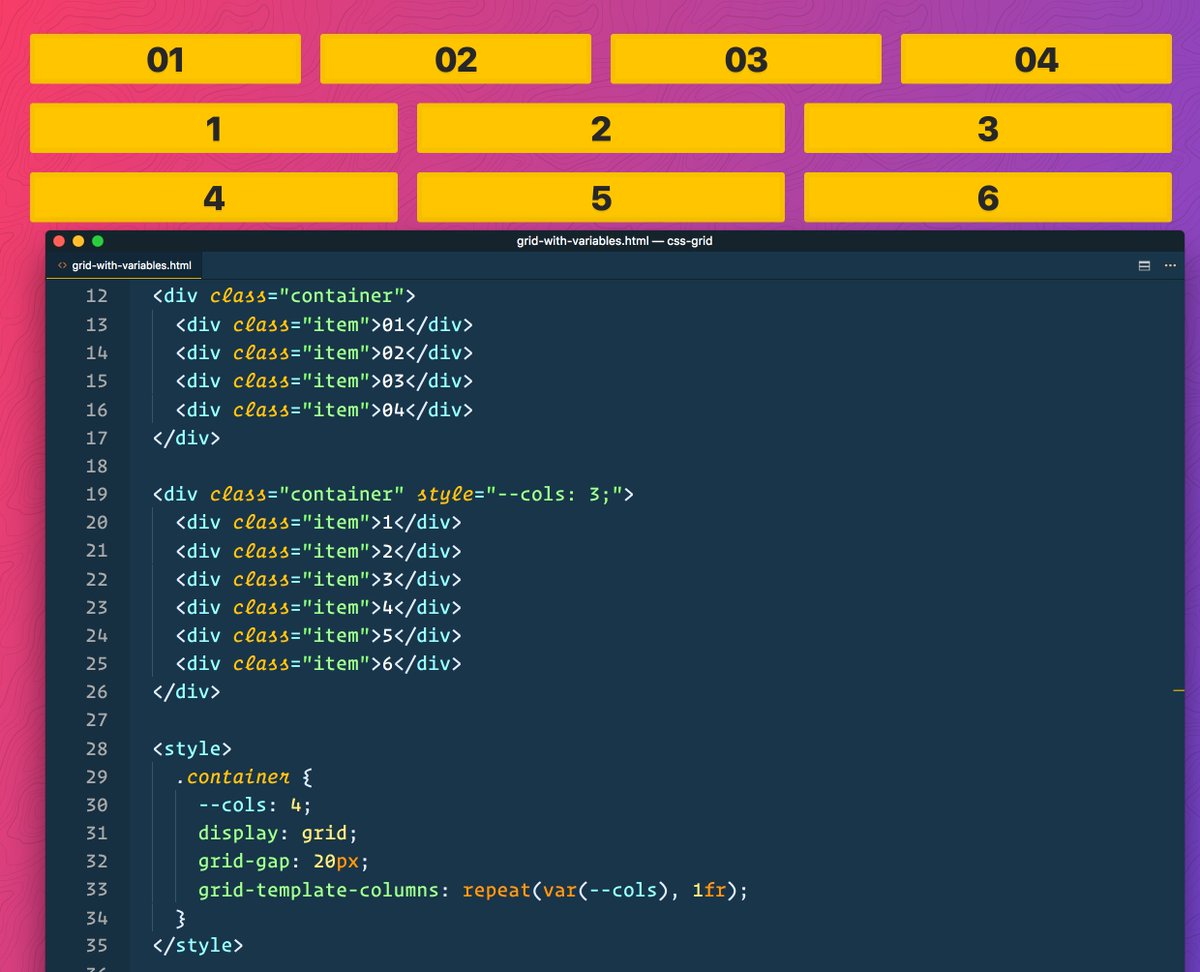 01 02 03 04
1 2 3
4 5 6
grid-with-variables.html — css-grid
<> grid-with-variables.html
12 <div class="container">
13   <div class="item">01</div>
14   <div class="item">02</div>
15   <div class="item">03</div>
16   <div class="item">04</div>
17 </div>
18
19 <div class="container" style="--cols: 3;">
20   <div class="item">1</div>
21   <div class="item">2</div>
22   <div class="item">3</div>
23   <div class="item">4</div>
24   <div class="item">5</div>
25   <div class="item">6</div>
26 </div>
27
28 <style>
29   .container {
30     --cols: 4;
31     display: grid;
32     grid-gap: 20px;
33     grid-template-columns: repeat(var(--cols), 1fr);
34   }
35 </style>